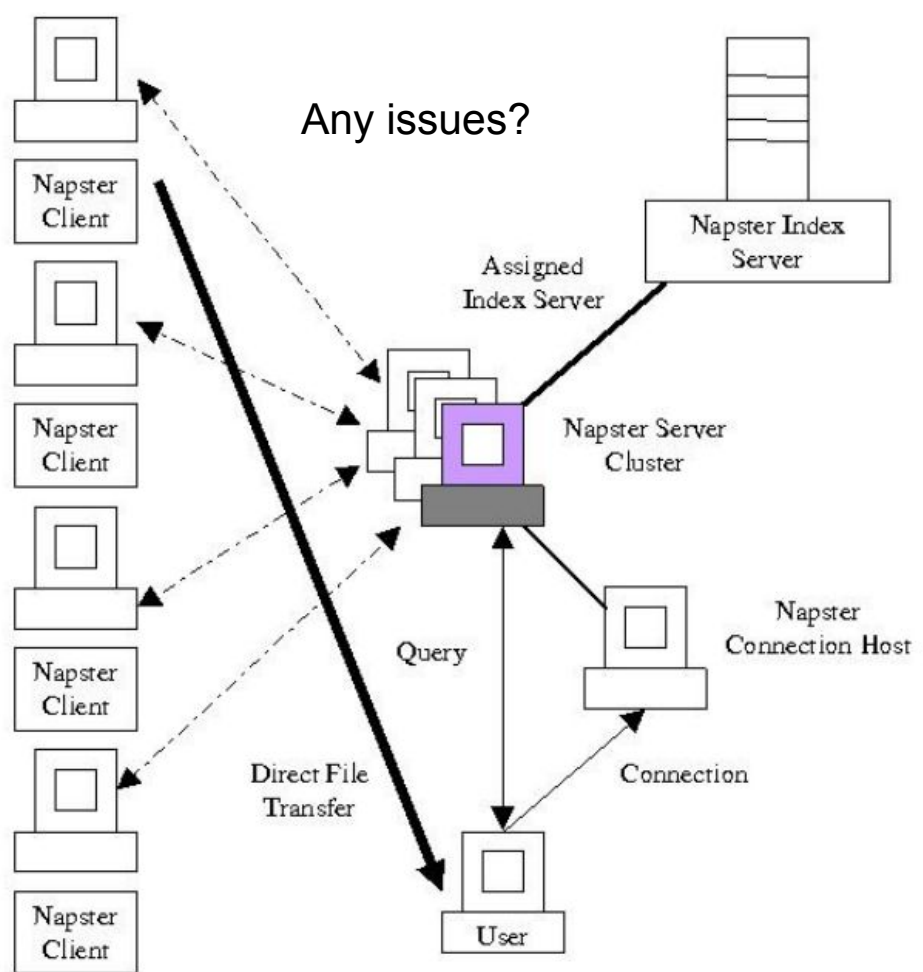 Any issues?
Napster
Client
Napster Index
Server
Assigned
Index Server
Napster
Client
Napster Server
Cluster
Napster
Client
Query
Napster
Connection Host
Direct File
Transfer
Connection
Napster
Client
User